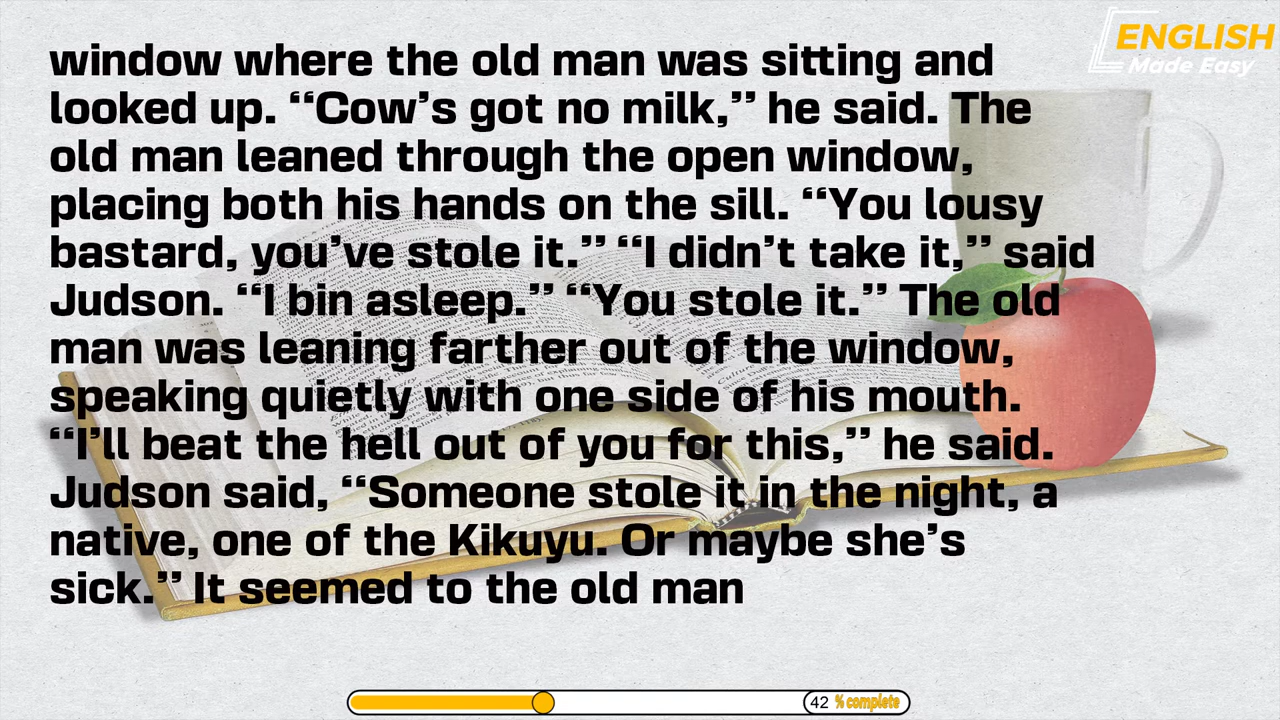 ENGLISH
Made Easy
window where the old man was sitting and
looked up. “Cow’s got no milk,” he said. The
old man leaned through the open window,
placing both his hands on the sill. “You lousy
bastard, you’ve stole it.” “I didn’t take it,” said
Judson. “I bin asleep.” “You stole it.” The old
man was leaning farther out of the window,
speaking quietly with one side of his mouth.
“I’ll beat the hell out of you for this,” he said.
Judson said, “Someone stole it in the night, a
native, one of the Kikuyu. Or maybe she’s
sick.” It seemed to the old man
42 % complete